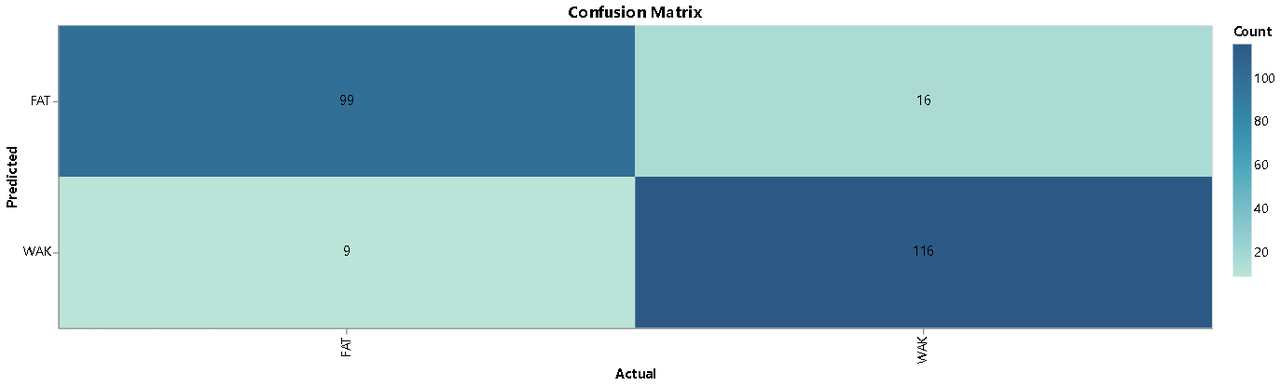 Confusion Matrix
Count
100
80
60
40
20
Predicted
FAT
99
16
WAK
9
116
FAT
WAK
Actual